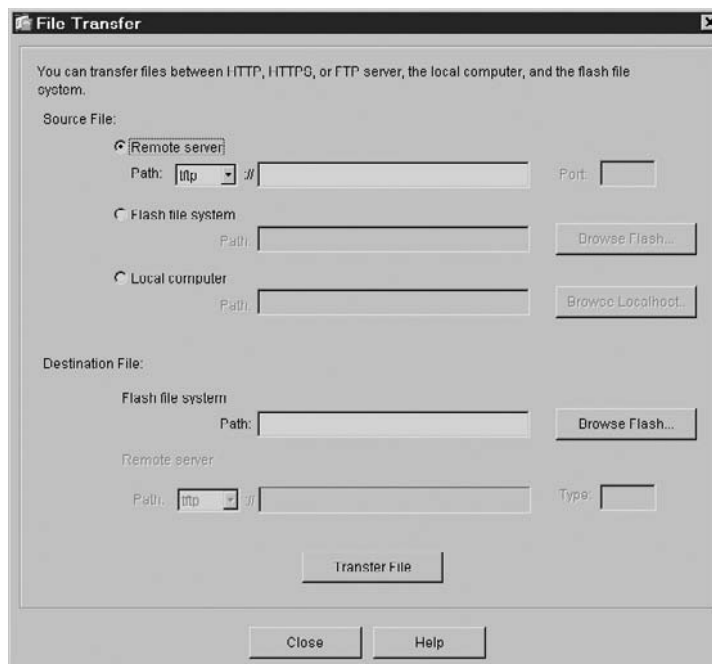 File Transfer
You can transfer files between HTTP, HTTPS, or FTP server, the local computer, and the flash file
system.
Source File:
Remote server
Path: tftp :// Port:
Flash file system
Path: Browse Flash...
Local computer
Path: Browse Localhost..
Destination File:
Flash file system
Path: Browse Flash...
Remote server
Path: tftp :// Type:
Transfer File
Close Help